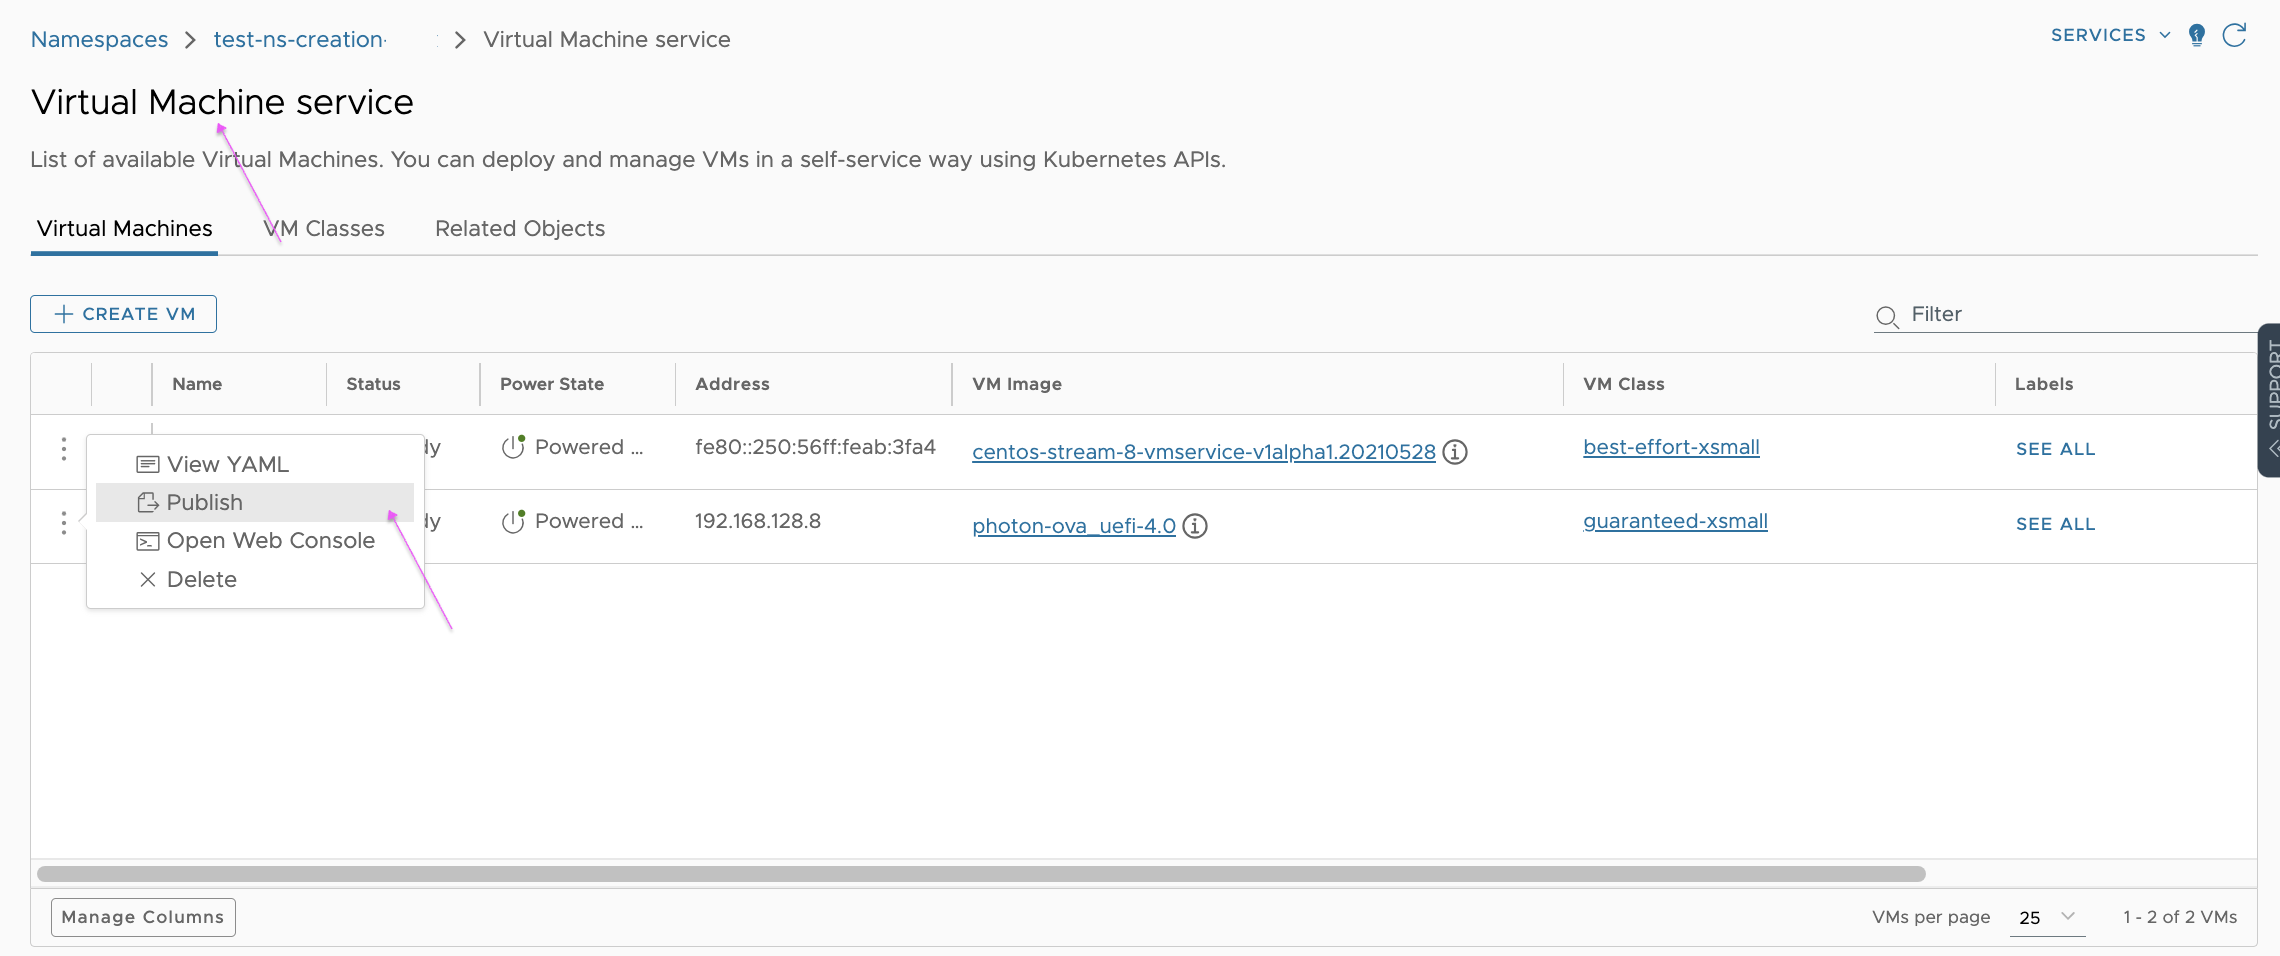 Namespaces > test-ns-creation- > Virtual Machine service
SERVICES
Virtual Machine service
List of available Virtual Machines. You can deploy and manage VMs in a self-service way using Kubernetes APIs.
Virtual Machines VM Classes Related Objects
CREATE VM
Filter
SUPPORT
Name Status Power State Address VM Image VM Class Labels
dy Powered ... fe80::250:56ff:feab:3fa4 centos-stream-8-vmservice-v1alpha1.20210528 best-effort-xsmall SEE ALL
View YAML
Publish
dy Powered ... 192.168.128.8 photon-ova_uefi-4.0 guaranteed-xsmall SEE ALL
Open Web Console
Delete
Manage Columns
VMs per page 25 1 - 2 of 2 VMs